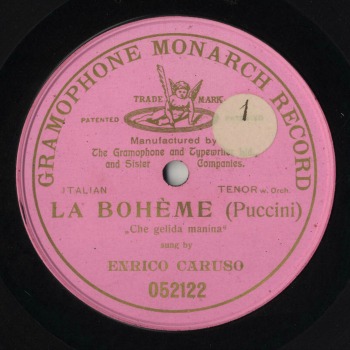 GRAMOPHONE MONARCH RECORD
TRADE MARK
PATENTED
1
Manufactured by
The Gramophone and Typewriter
and Sister Companies.
ITALIAN TENOR w. Orch.
LA BOHÈME (Puccini)
„Che gelida manina“
sung by
ENRICO CARUSO
052122